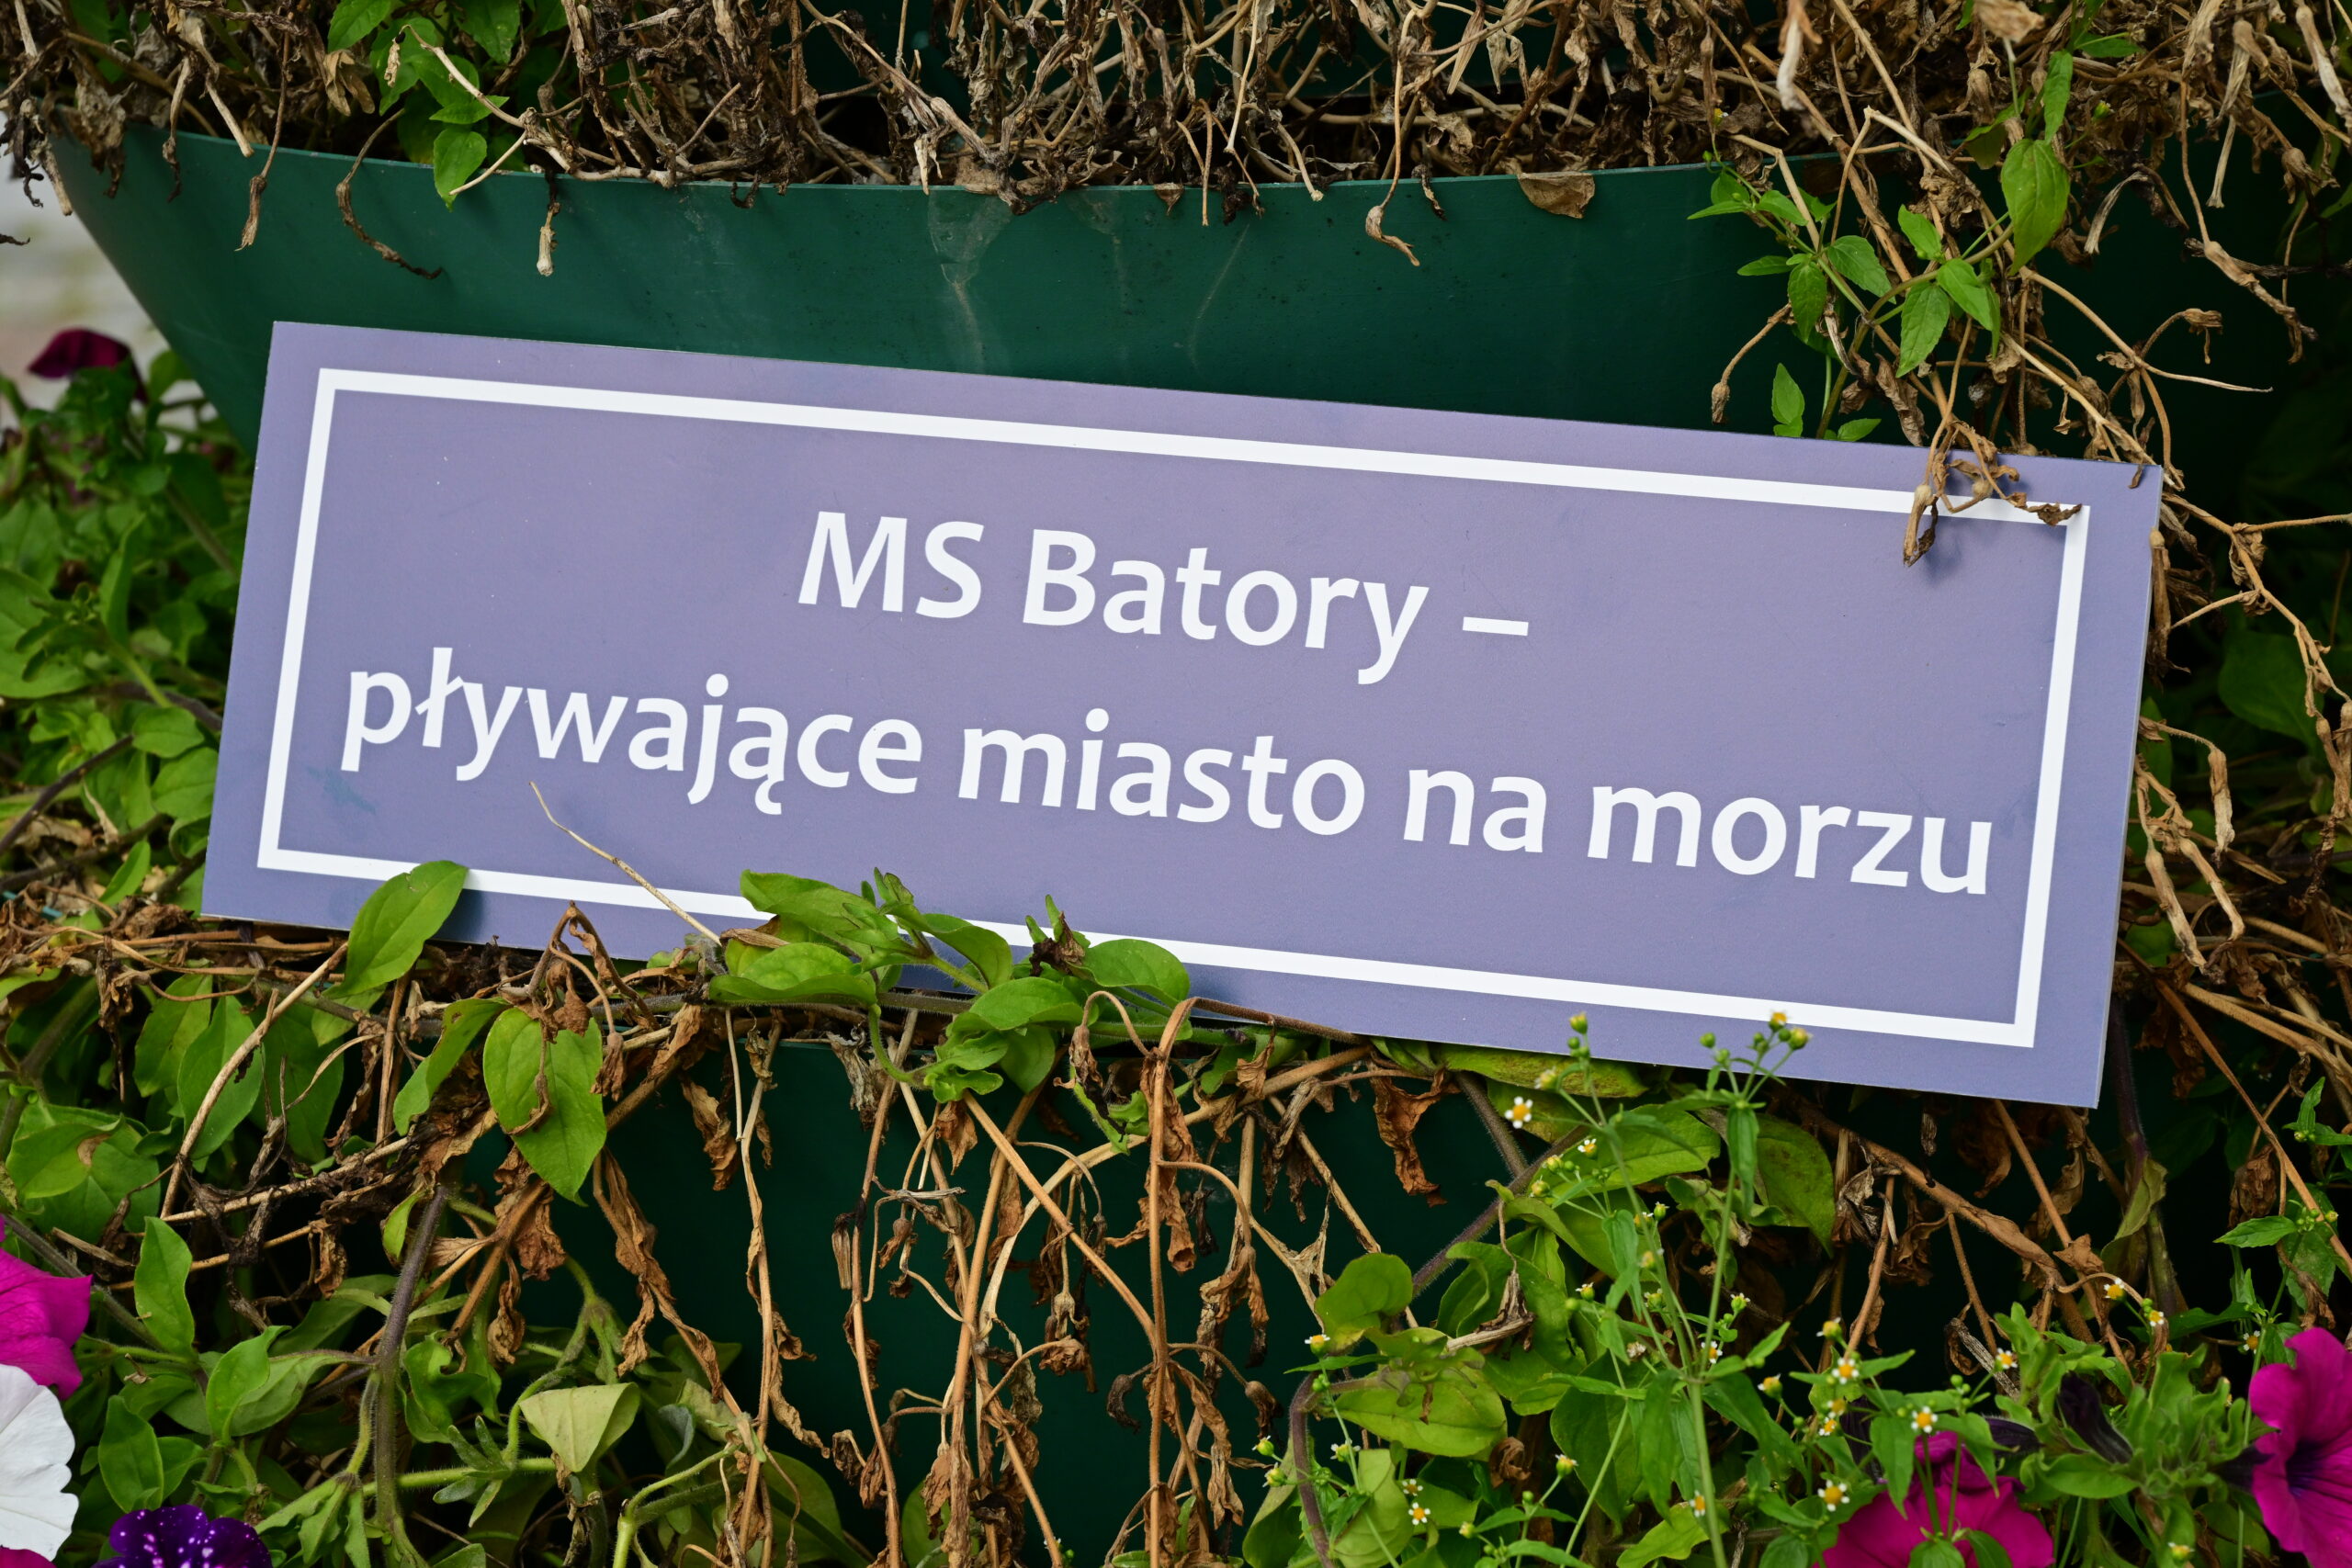 MS Batory –
pływające miasto na morzu